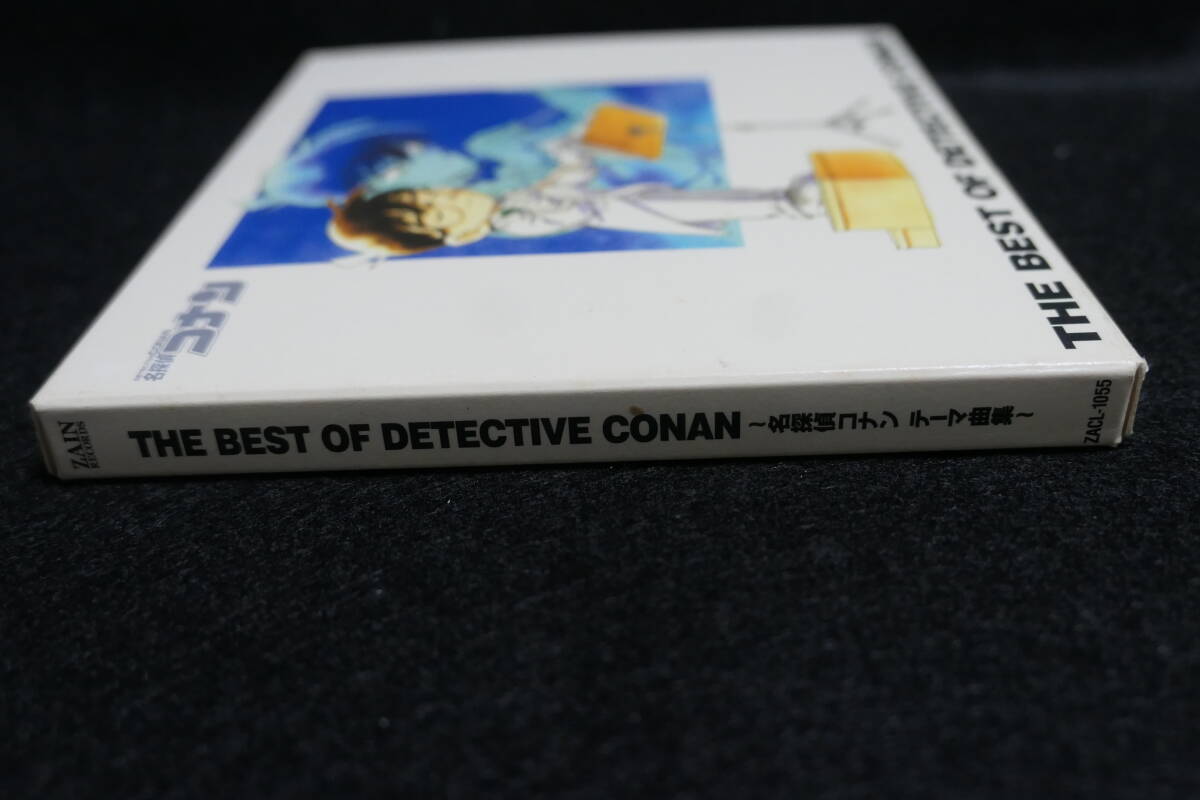 THE BEST OF DETECTIVE
名探偵
コナン
ZAIN
RECORDS
THE BEST OF DETECTIVE CONAN ~名探偵コナン テーマ曲集~
ZACL-1055